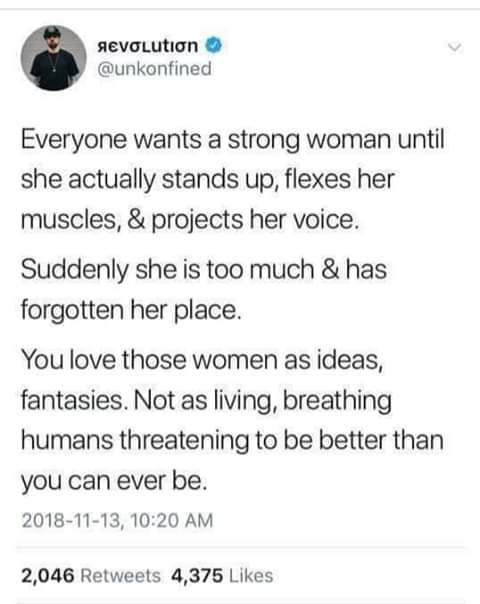 ЯєvσLutισn
@unkonfined
Everyone wants a strong woman until
she actually stands up, flexes her
muscles, & projects her voice.
Suddenly she is too much & has
forgotten her place.
You love those women as ideas,
fantasies. Not as living, breathing
humans threatening to be better than
you can ever be.
2018-11-13, 10:20 AM
2,046 Retweets 4,375 Likes